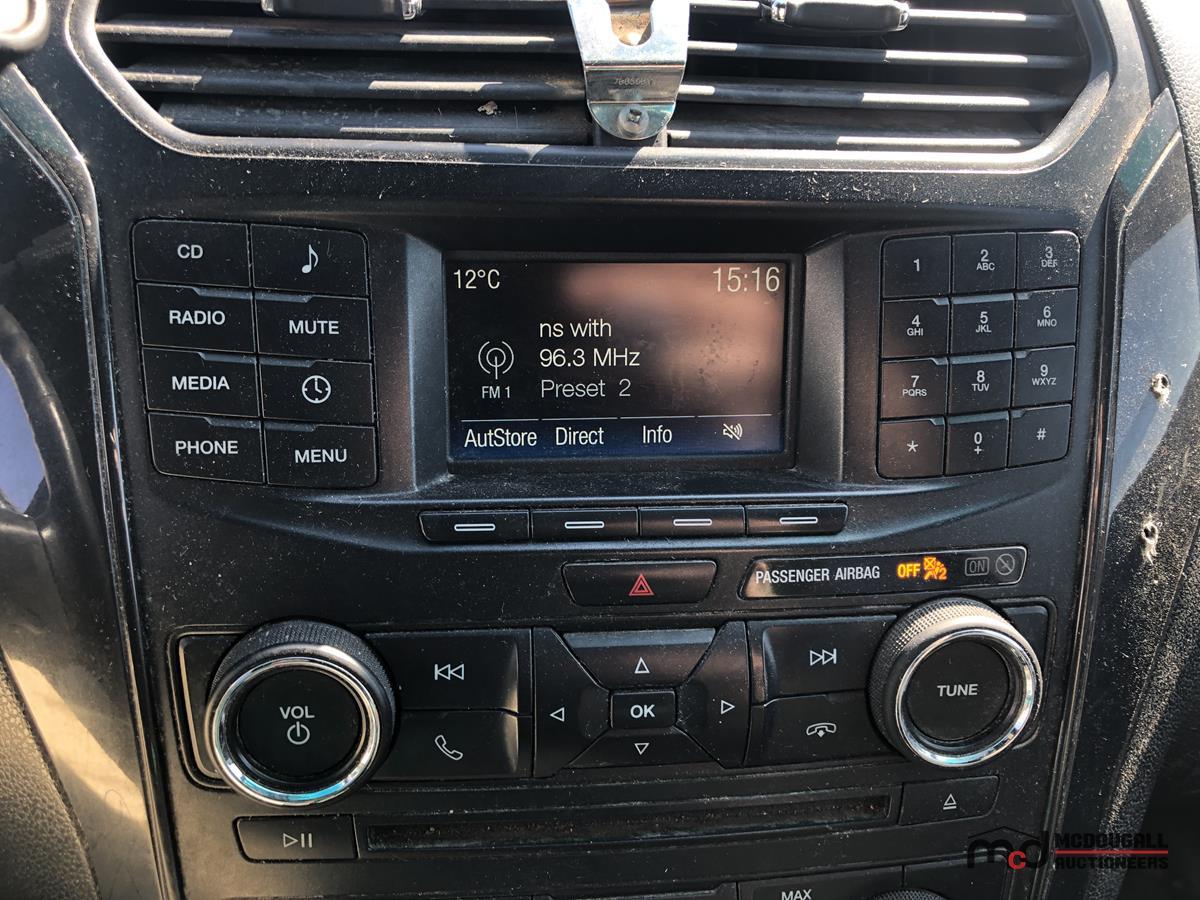 CD
RADIO
MUTE
MEDIA
PHONE
MENU
12°C
15:16
ns with
96.3 MHz
FM 1
Preset 2
AutStore Direct Info
1
2 ABC
3 DEF
4 GHI
5 JKL
6 MNO
7 PQRS
8 TUV
9 WXYZ
*
0 +
#
PASSENGER AIRBAG OFF 2 ON
VOL
OK
TUNE
MAX
mcd MCDOUGALL
AUCTIONEERS